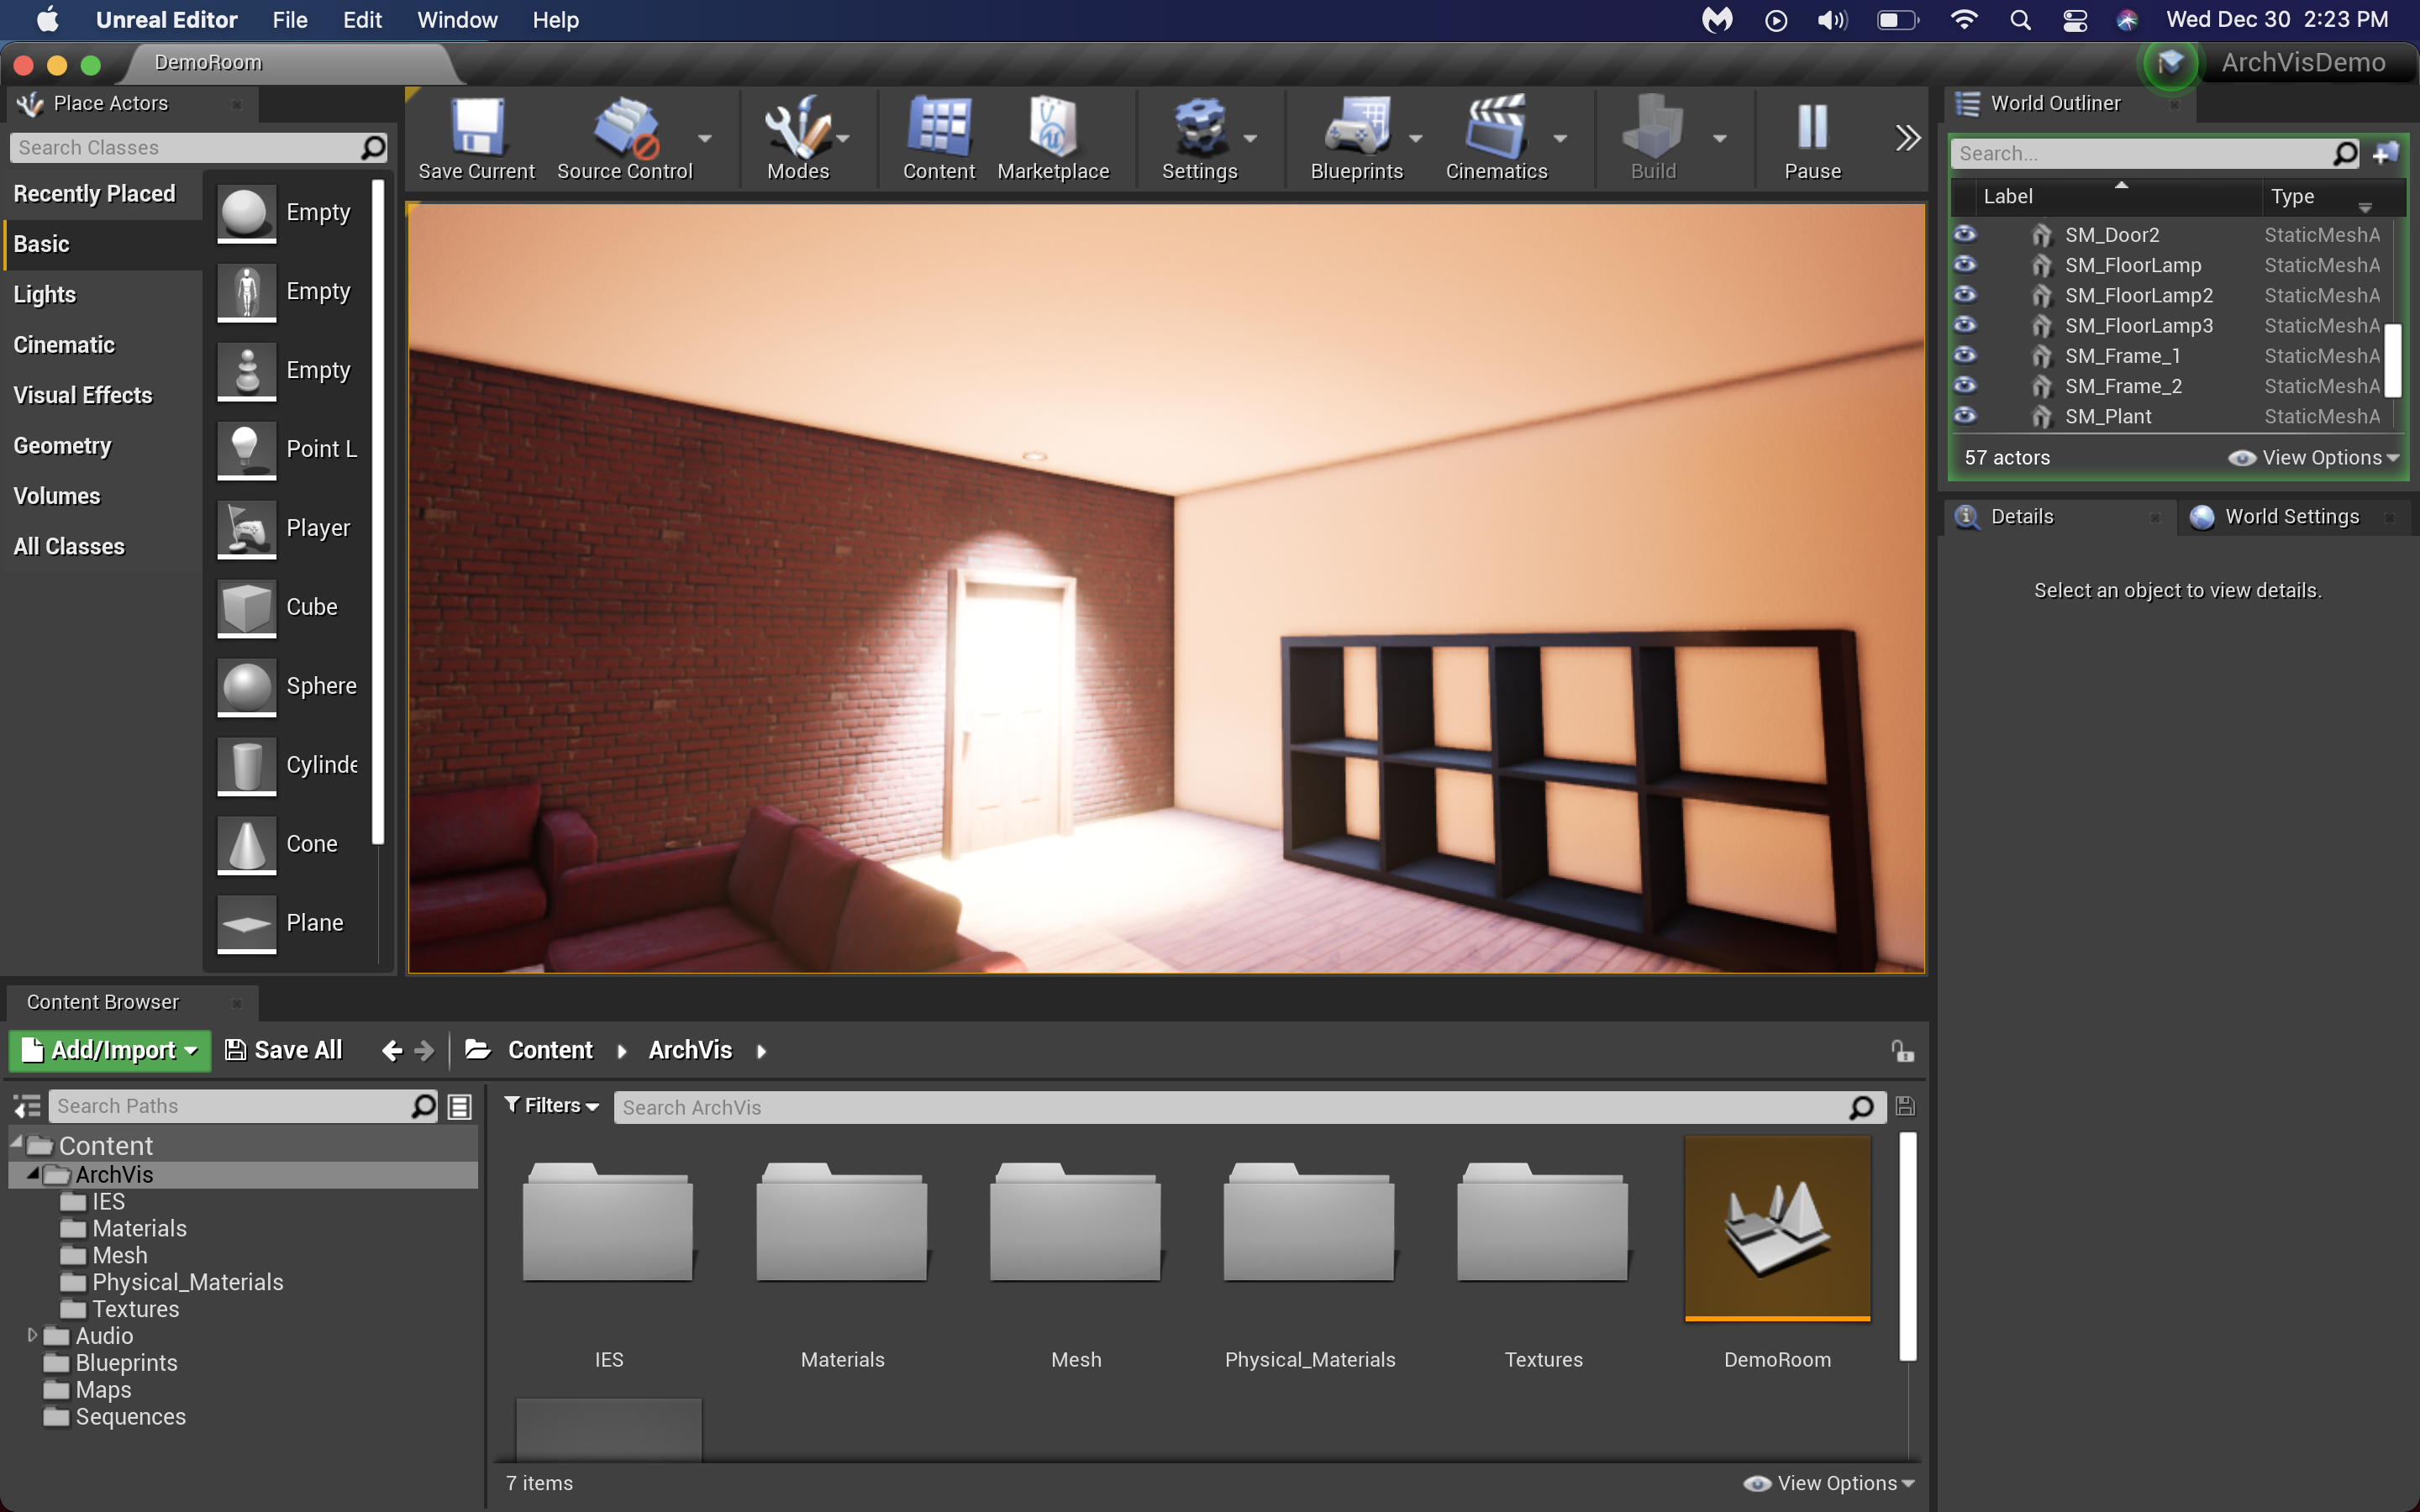 Unreal Editor File Edit Window Help Wed Dec 30 2:23 PM
DemoRoom
ArchVisDemo
Place Actors
Search Classes
Recently Placed
Basic
Lights
Cinematic
Visual Effects
Geometry
Volumes
All Classes
Empty
Empty
Empty
Point L
Player
Cube
Sphere
Cylinde
Cone
Plane
Save Current
Source Control
Modes
Content
Marketplace
Settings
Blueprints
Cinematics
Build
Pause
World Outliner
Search...
Label Type
SM_Door2 StaticMeshA
SM_FloorLamp StaticMeshA
SM_FloorLamp2 StaticMeshA
SM_FloorLamp3 StaticMeshA
SM_Frame_1 StaticMeshA
SM_Frame_2 StaticMeshA
SM_Plant StaticMeshA
57 actors View Options
Details World Settings
Select an object to view details.
Content Browser
Add/Import Save All Content ArchVis
Search Paths
Content
ArchVis
IES
Materials
Mesh
Physical_Materials
Textures
Audio
Blueprints
Maps
Sequences
Filters Search ArchVis
IES Materials Mesh Physical_Materials Textures DemoRoom
7 items View Options